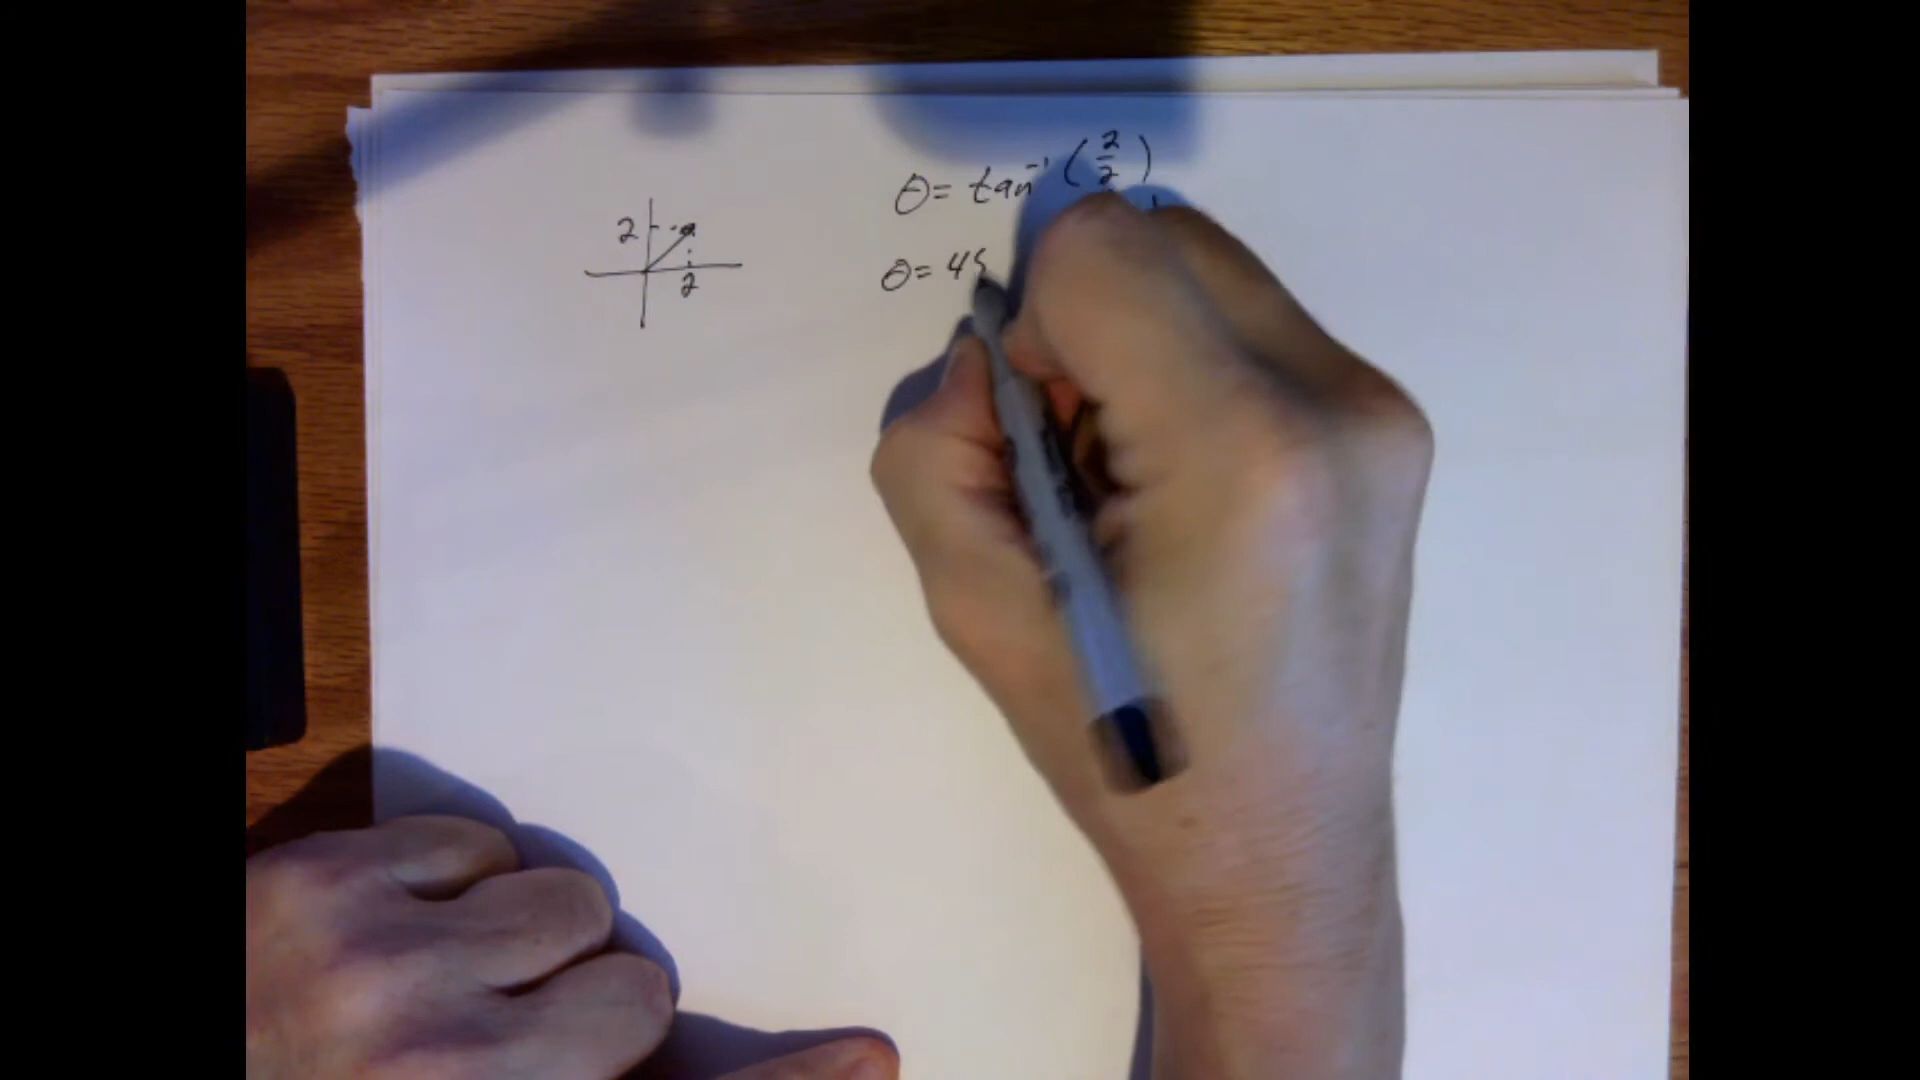 θ = tan⁻¹ (2/2)
2
2
θ = 45